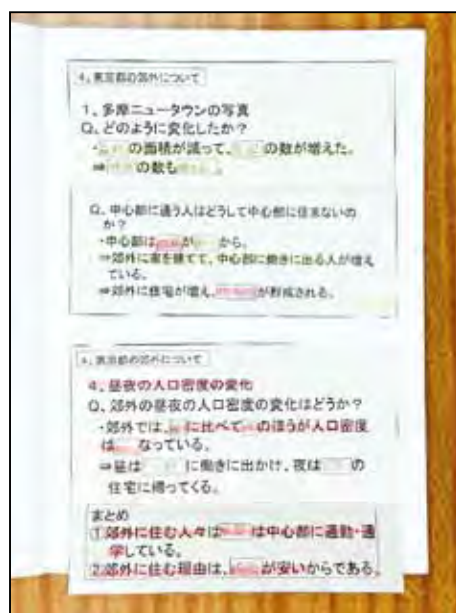 4、東京都の郊外について
1、多摩ニュータウンの写真
Q、どのように変化したか？
・の面積が減って、の数が増えた。
⇒の数も。
Q、中心部に通う人はどうして中心部に住まないのか？
・中心部はがから。
⇒郊外に家を建てて、中心部に働きに出る人が増え
ている。
⇒郊外に住宅が増え、が形成される。
4、東京都の郊外について
4、昼夜の人口密度の変化
Q、郊外の昼夜の人口密度の変化はどうか？
・郊外では、に比べてのほうが人口密度
はなっている。
⇒昼はに働きに出かけ、夜はの
住宅に帰ってくる。
まとめ
①郊外に住む人々はは中心部に通勤・通
学している。
②郊外に住む理由は、が安いからである。